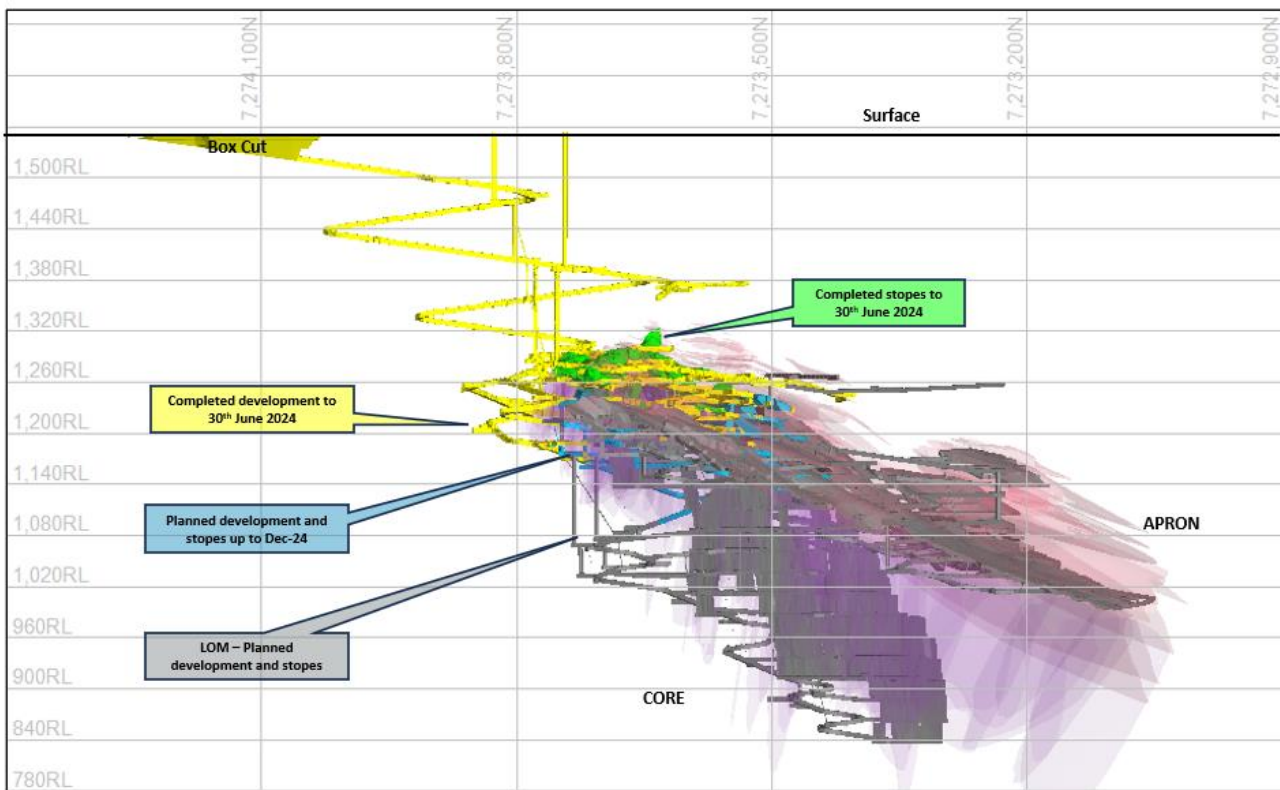 7,274,100N
7,273,800N
7,273,500N
7,273,200N
7,272,900N
Surface
Box Cut
1,500RL
1,440RL
1,380RL
1,320RL
1,260RL
1,200RL
1,140RL
1,080RL
1,020RL
960RL
900RL
840RL
780RL
Completed stopes to
30th June 2024
Completed development to
30th June 2024
Planned development and
stopes up to Dec-24
LOM – Planned
development and stopes
APRON
CORE